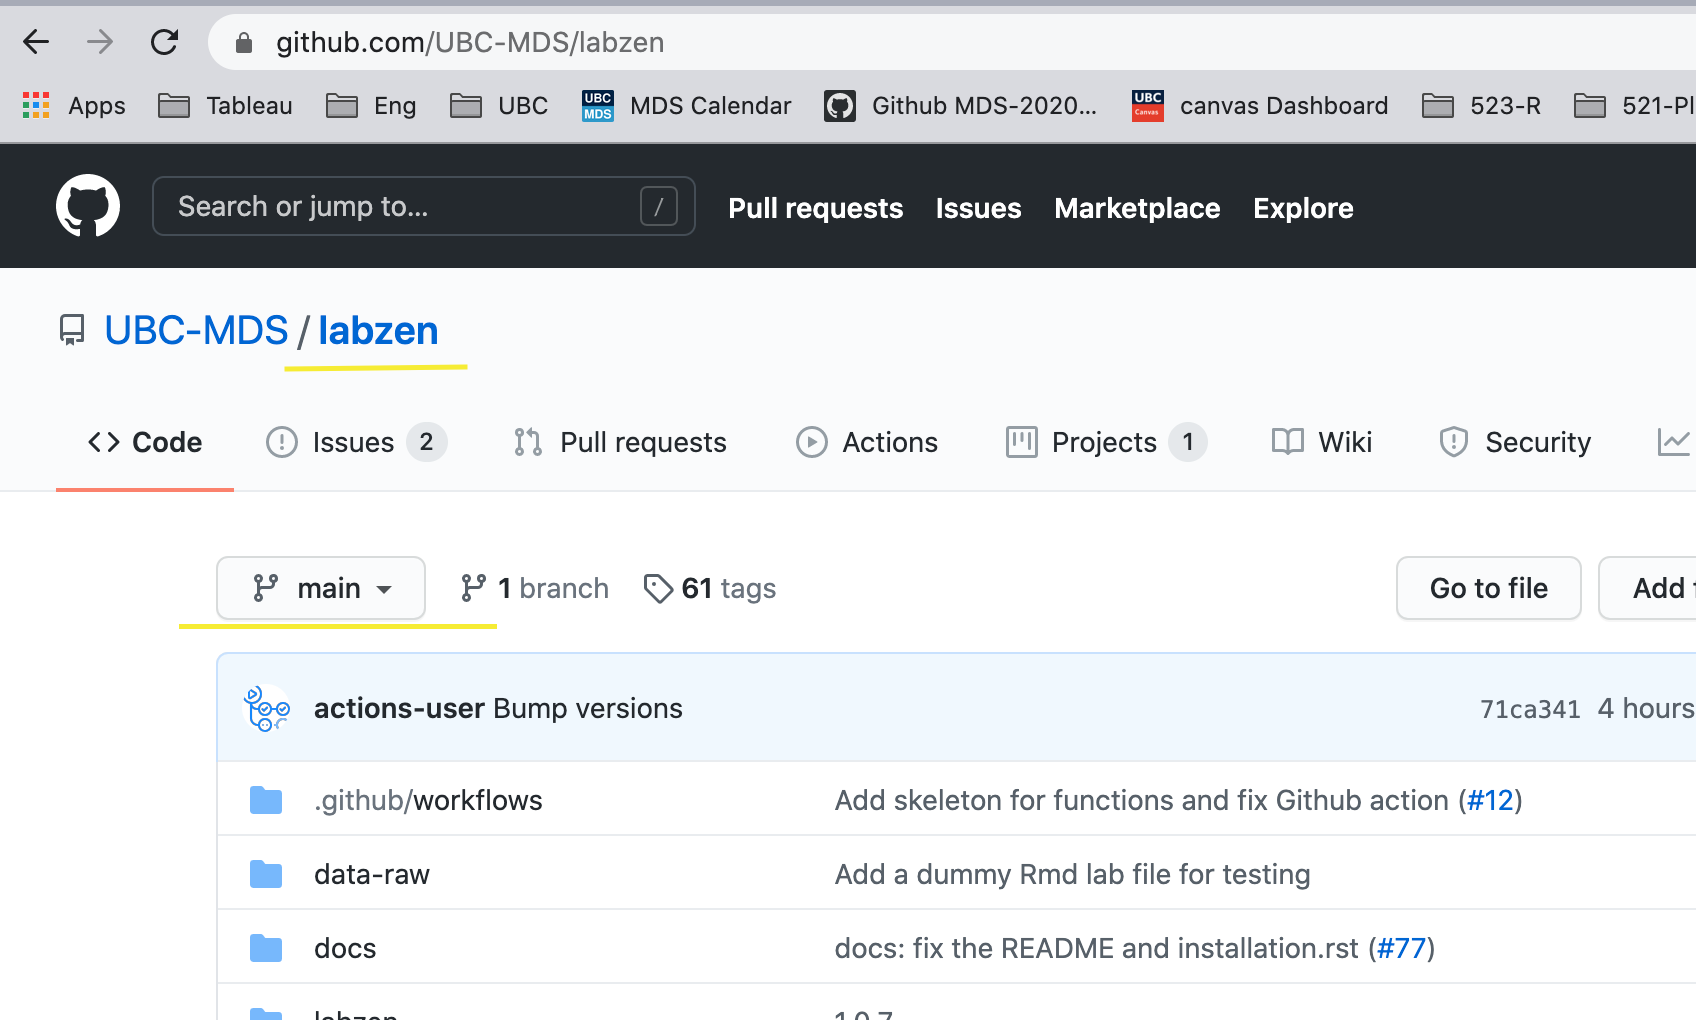 github.com/UBC-MDS/labzen
Apps Tableau Eng UBC UBC MDS MDS Calendar Github MDS-2020... UBC Canvas canvas Dashboard 523-R 521-Pl
Search or jump to... / Pull requests Issues Marketplace Explore
UBC-MDS / labzen
Code Issues 2 Pull requests Actions Projects 1 Wiki Security
main 1 branch 61 tags Go to file Add
actions-user Bump versions 71ca341 4 hours
.github/workflows Add skeleton for functions and fix Github action (#12)
data-raw Add a dummy Rmd lab file for testing
docs docs: fix the README and installation.rst (#77)
labzen 1.0.7